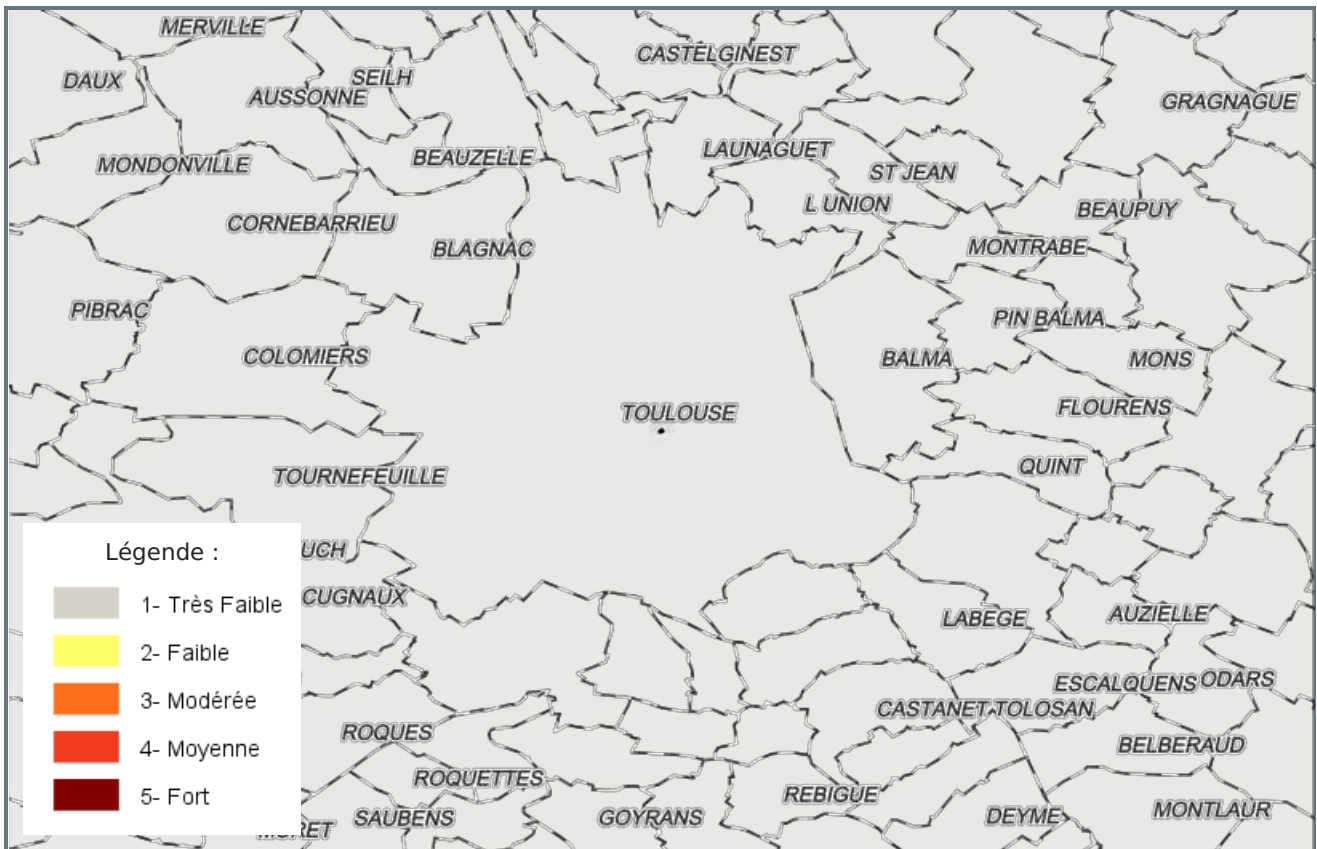 MERVILLE
CASTELGINEST
DAUX
SEILH
AUSSONNE
GRAGNAGUE
LAUNAGUET
BEAUZELLE
MONDONVILLE
ST JEAN
L UNION
BEAUPUY
CORNEBARRIEU
BLAGNAC
MONTRABE
PIBRAC
PIN BALMA
COLOMIERS
BALMA
MONS
FLOURENS
TOULOUSE
QUINT
TOURNEFEUILLE
UCH
CUGNAUX
Légende :
1- Très Faible
2- Faible
3- Modérée
4- Moyenne
5- Fort
LABEGE
AUZIELLE
ESCALQUENS
ODARS
CASTANET TOLOSAN
ROQUES
BELBERAUD
ROQUETTES
REBIGUE
SAUBENS
GOYRANS
DEYME
MONTLAUR